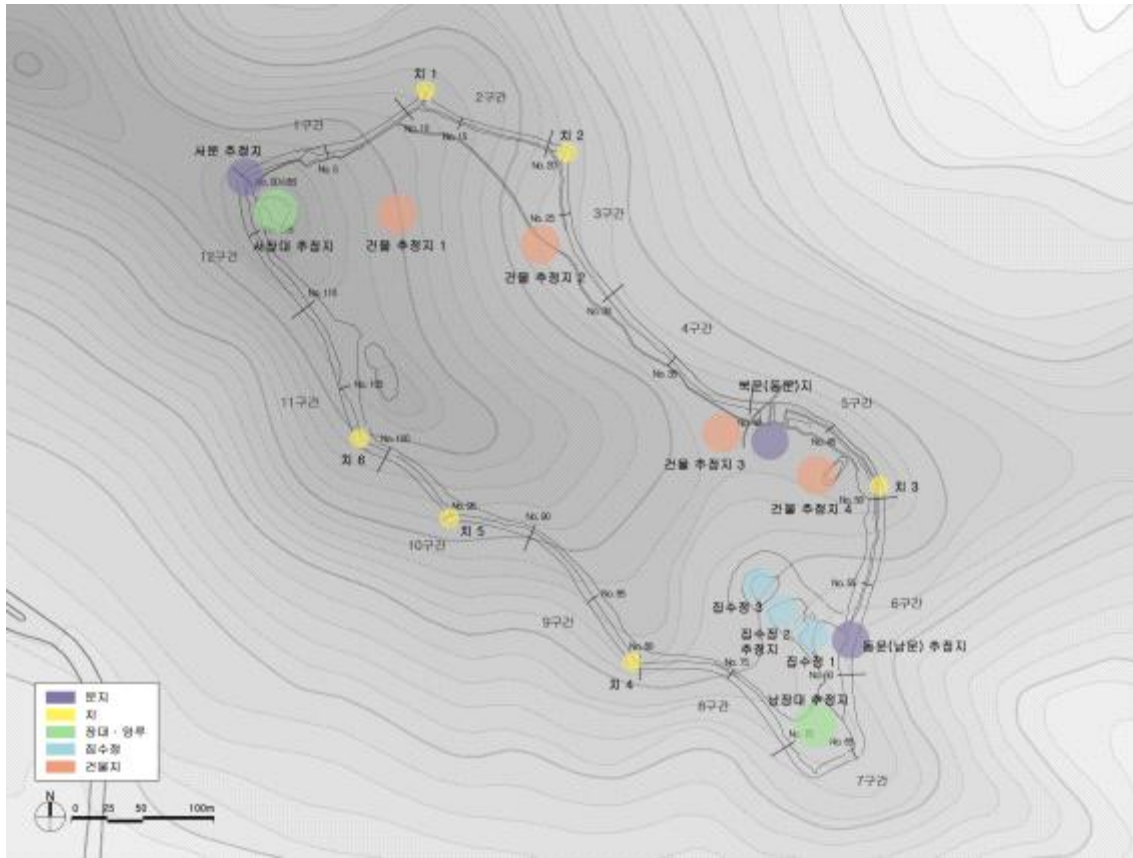 치 1
2구간
1구간
No.10
No.15
치 2
서문 추정지
No.20
No.5
3구간
No.25
서장대 추정지
건물 추정지 1
12구간
건물 추정지 2
No.110
No.30
4구간
No.35
북문(동문)지
11구간
5구간
No.40
No.45
No.100
치 6
건물 추정지 3
치 3
건물 추정지 4
No.50
No.95
No.90
치 5
10구간
No.55
No.85
집수정 3
6구간
9구간
집수정 2
추정지
동문(남문) 추정지
No.80
집수정 1
No.75
No.60
치 4
남장대 추정지
8구간
No.65
7구간
문지
치
장대·망루
집수정
건물지
N
0 25 50 100m